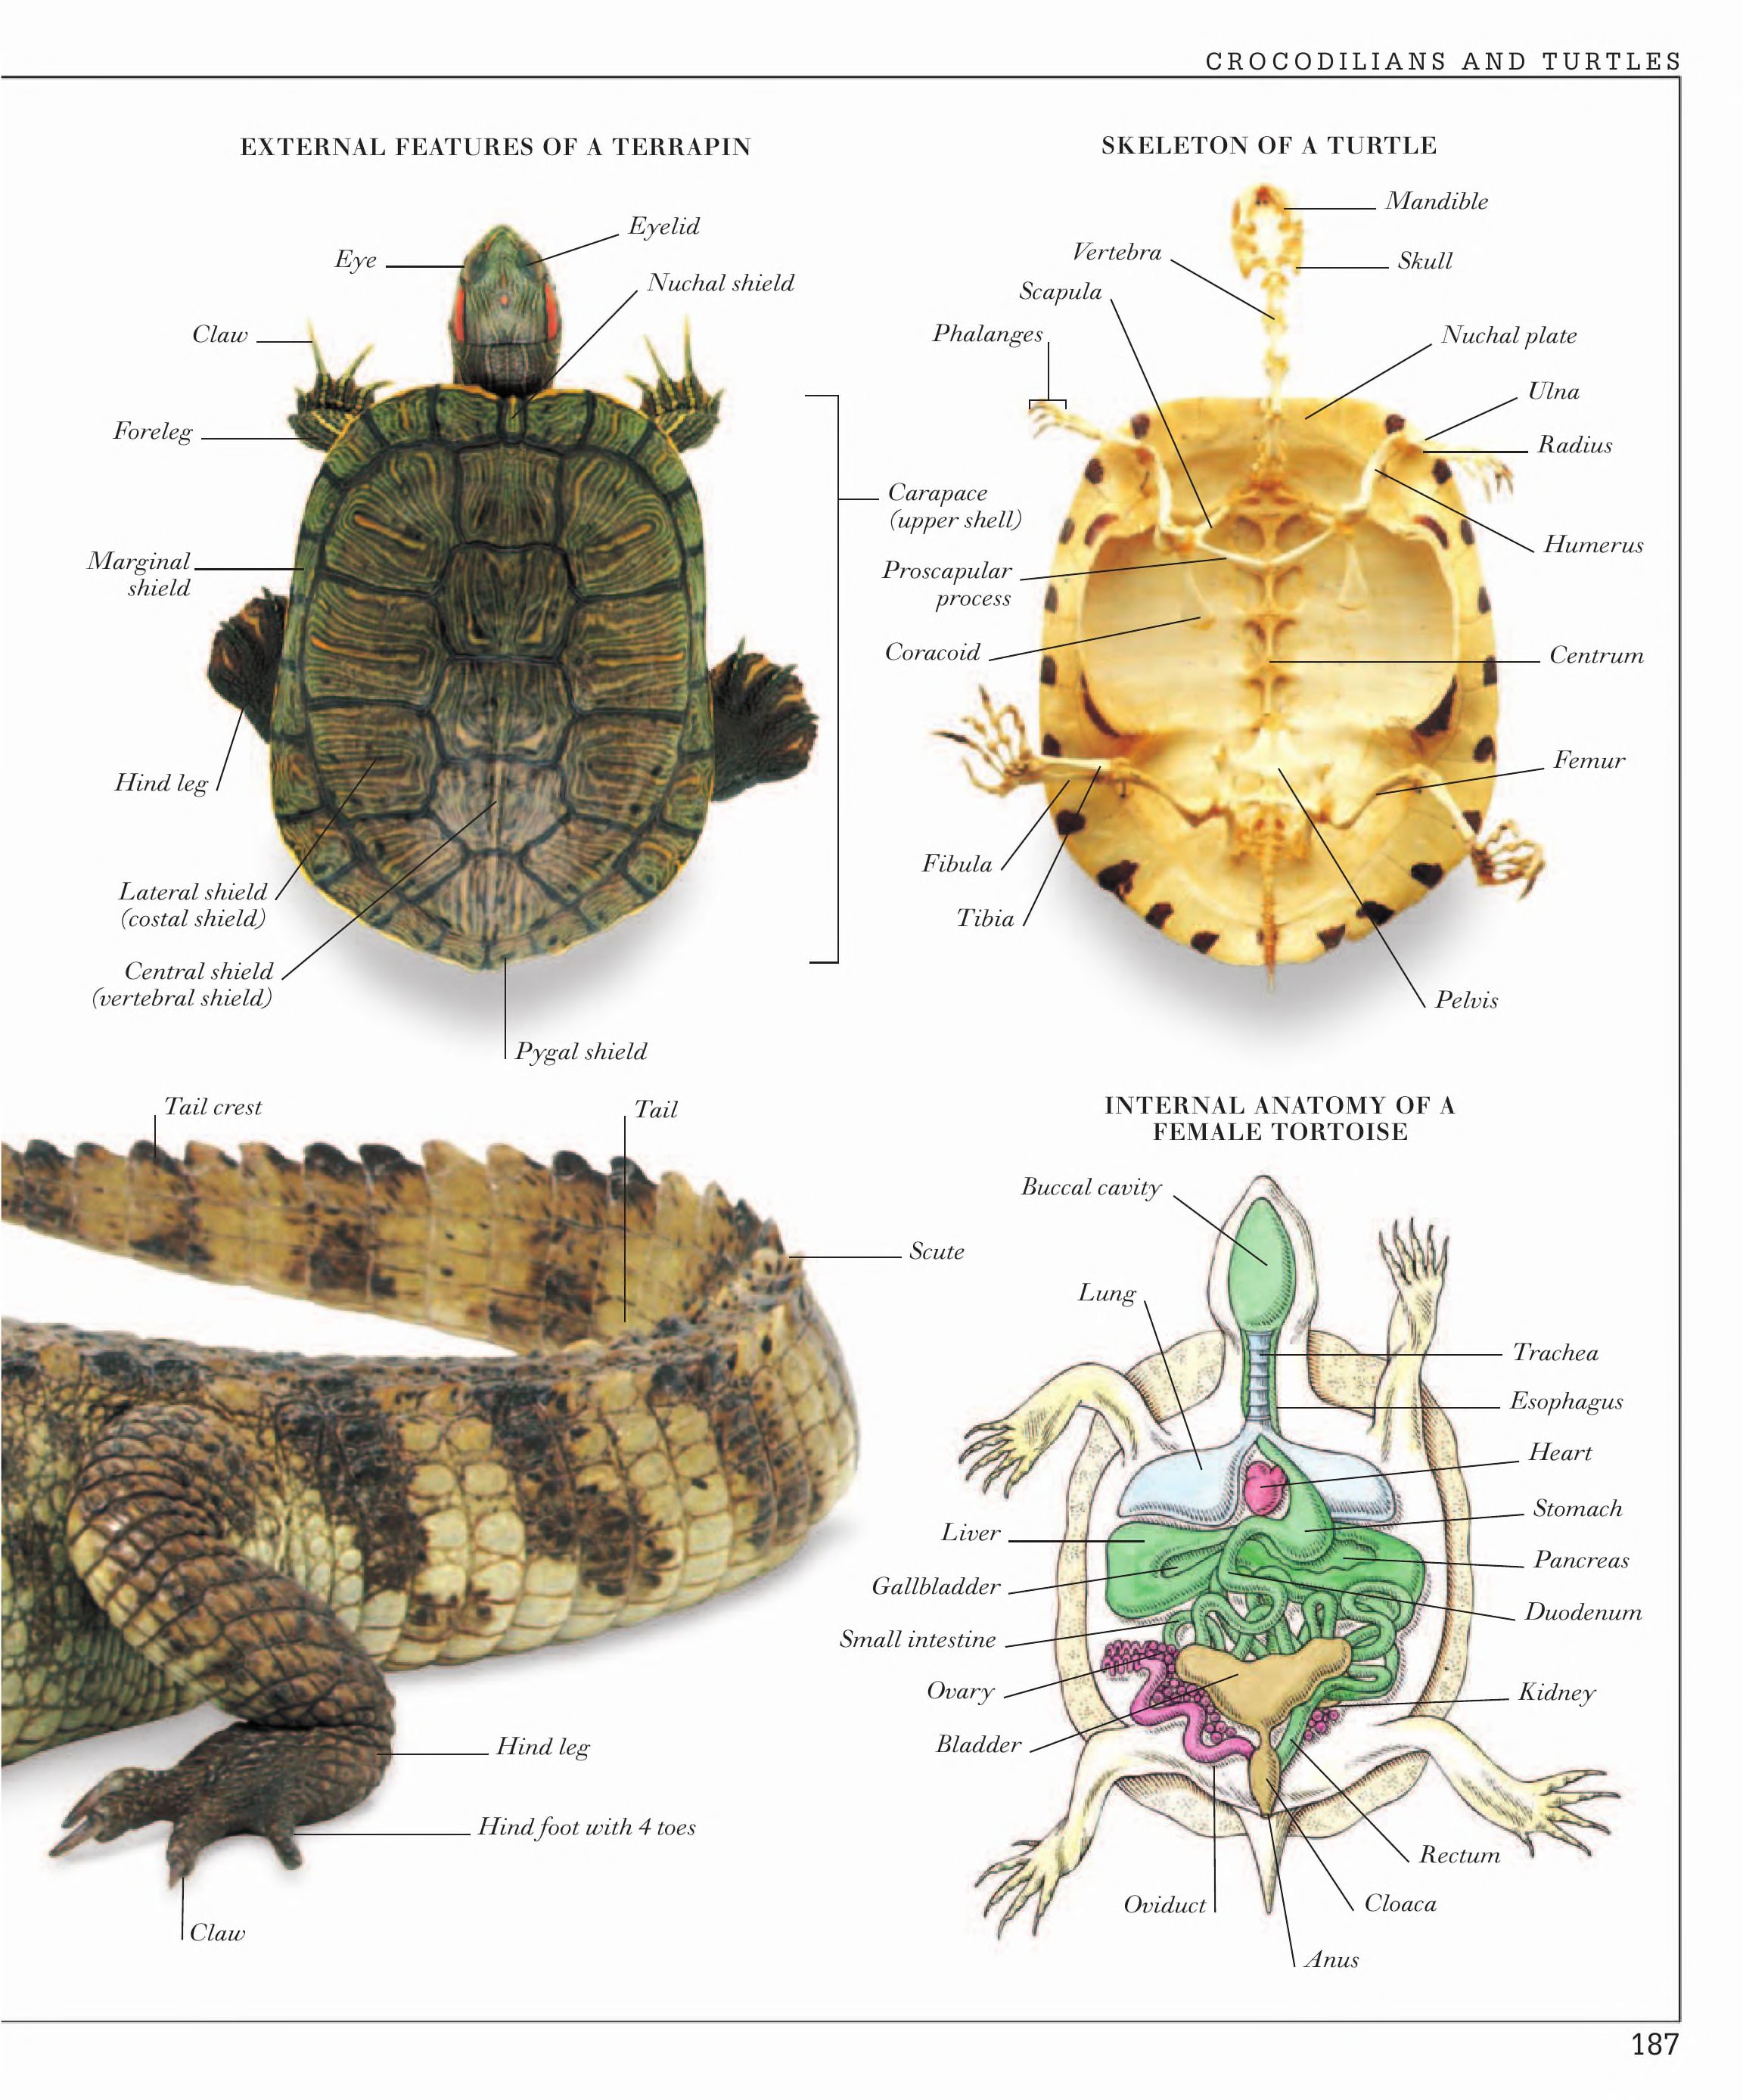 CROCODILIANS AND TURTLES
EXTERNAL FEATURES OF A TERRAPIN
Eyelid
Eye
Nuchal shield
Claw
Foreleg
Carapace
(upper shell)
Marginal
shield
Hind leg
Lateral shield
(costal shield)
Central shield
(vertebral shield)
Pygal shield
SKELETON OF A TURTLE
Mandible
Vertebra
Skull
Scapula
Phalanges
Nuchal plate
Ulna
Radius
Humerus
Proscapular
process
Coracoid
Centrum
Femur
Fibula
Tibia
Pelvis
Tail crest
Tail
Scute
Hind leg
Hind foot with 4 toes
Claw
INTERNAL ANATOMY OF A
FEMALE TORTOISE
Buccal cavity
Lung
Trachea
Esophagus
Heart
Stomach
Liver
Pancreas
Gallbladder
Duodenum
Small intestine
Ovary
Kidney
Bladder
Rectum
Oviduct
Cloaca
Anus
187